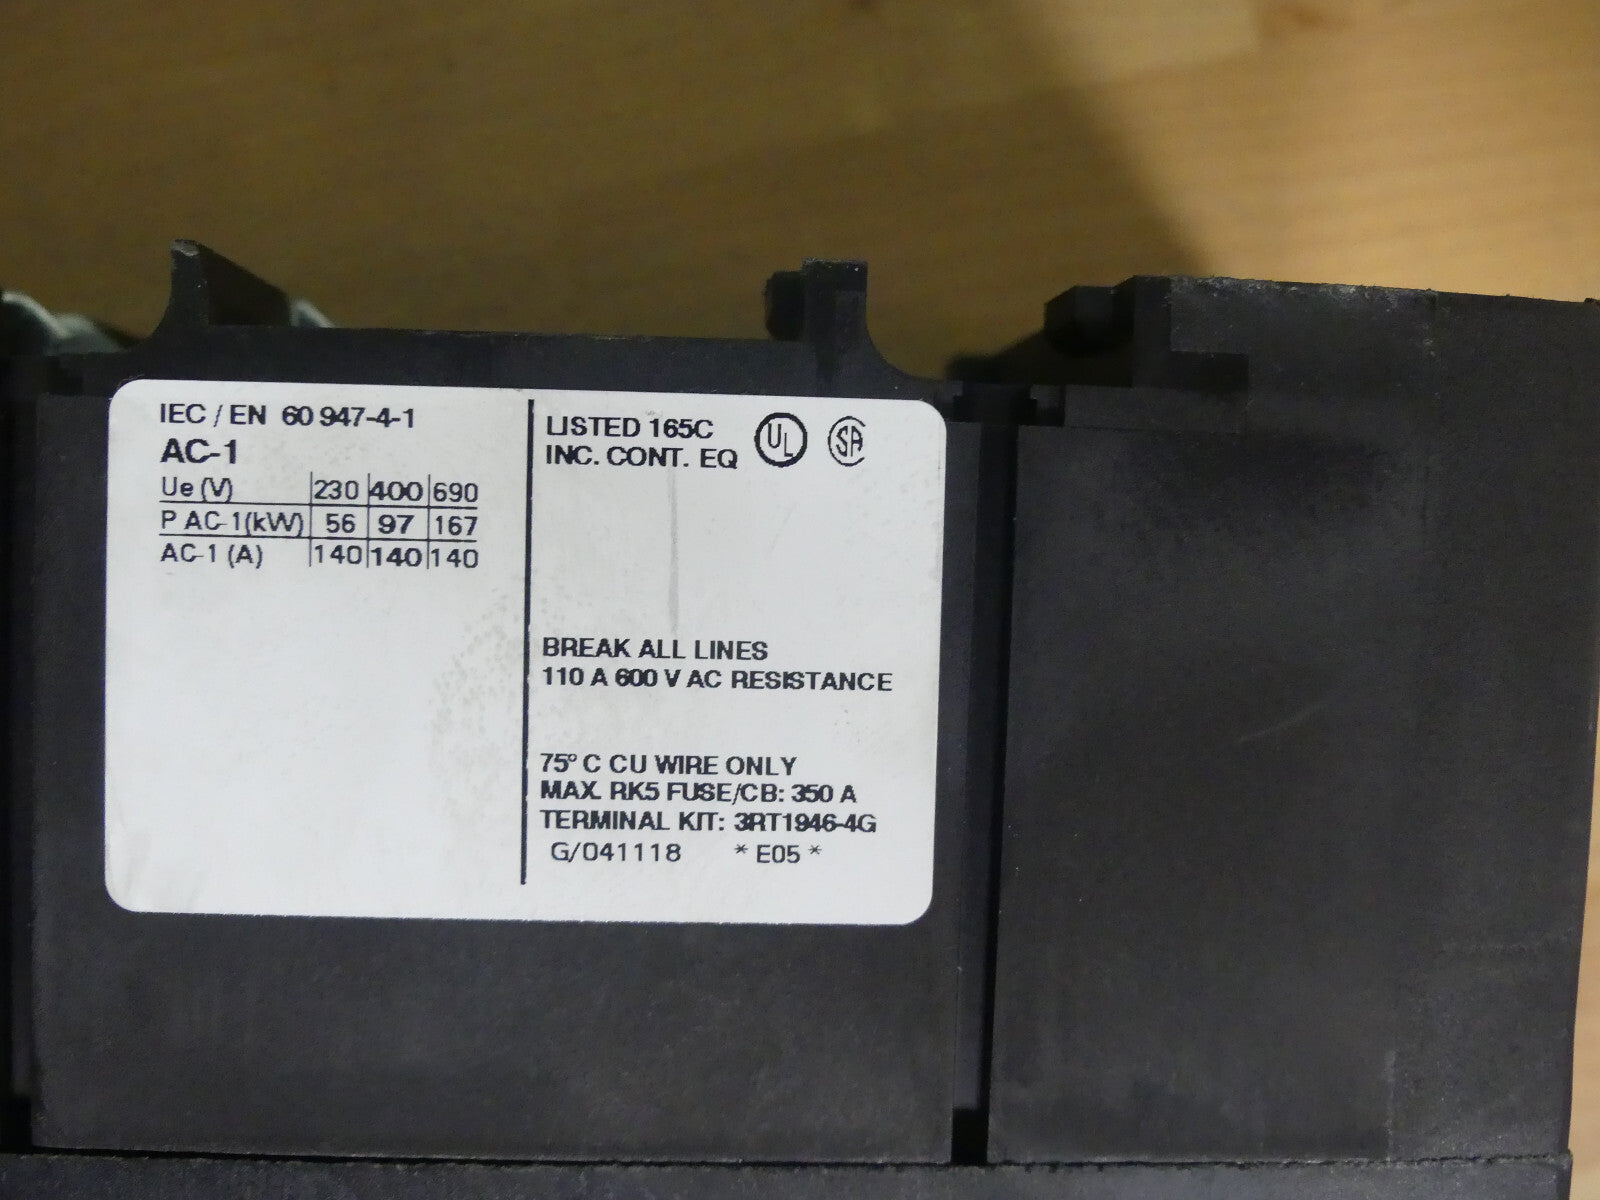 IEC / EN 60 947-4-1
AC-1
Ue (V) 230 400 690
P AC-1(kW) 56 97 167
AC-1 (A) 140 140 140
LISTED 165C
INC. CONT. EQ
UL
SA
BREAK ALL LINES
110 A 600 V AC RESISTANCE
75° C CU WIRE ONLY
MAX. RK5 FUSE/CB: 350 A
TERMINAL KIT: 3RT1946-4G
G/041118 * E05 *